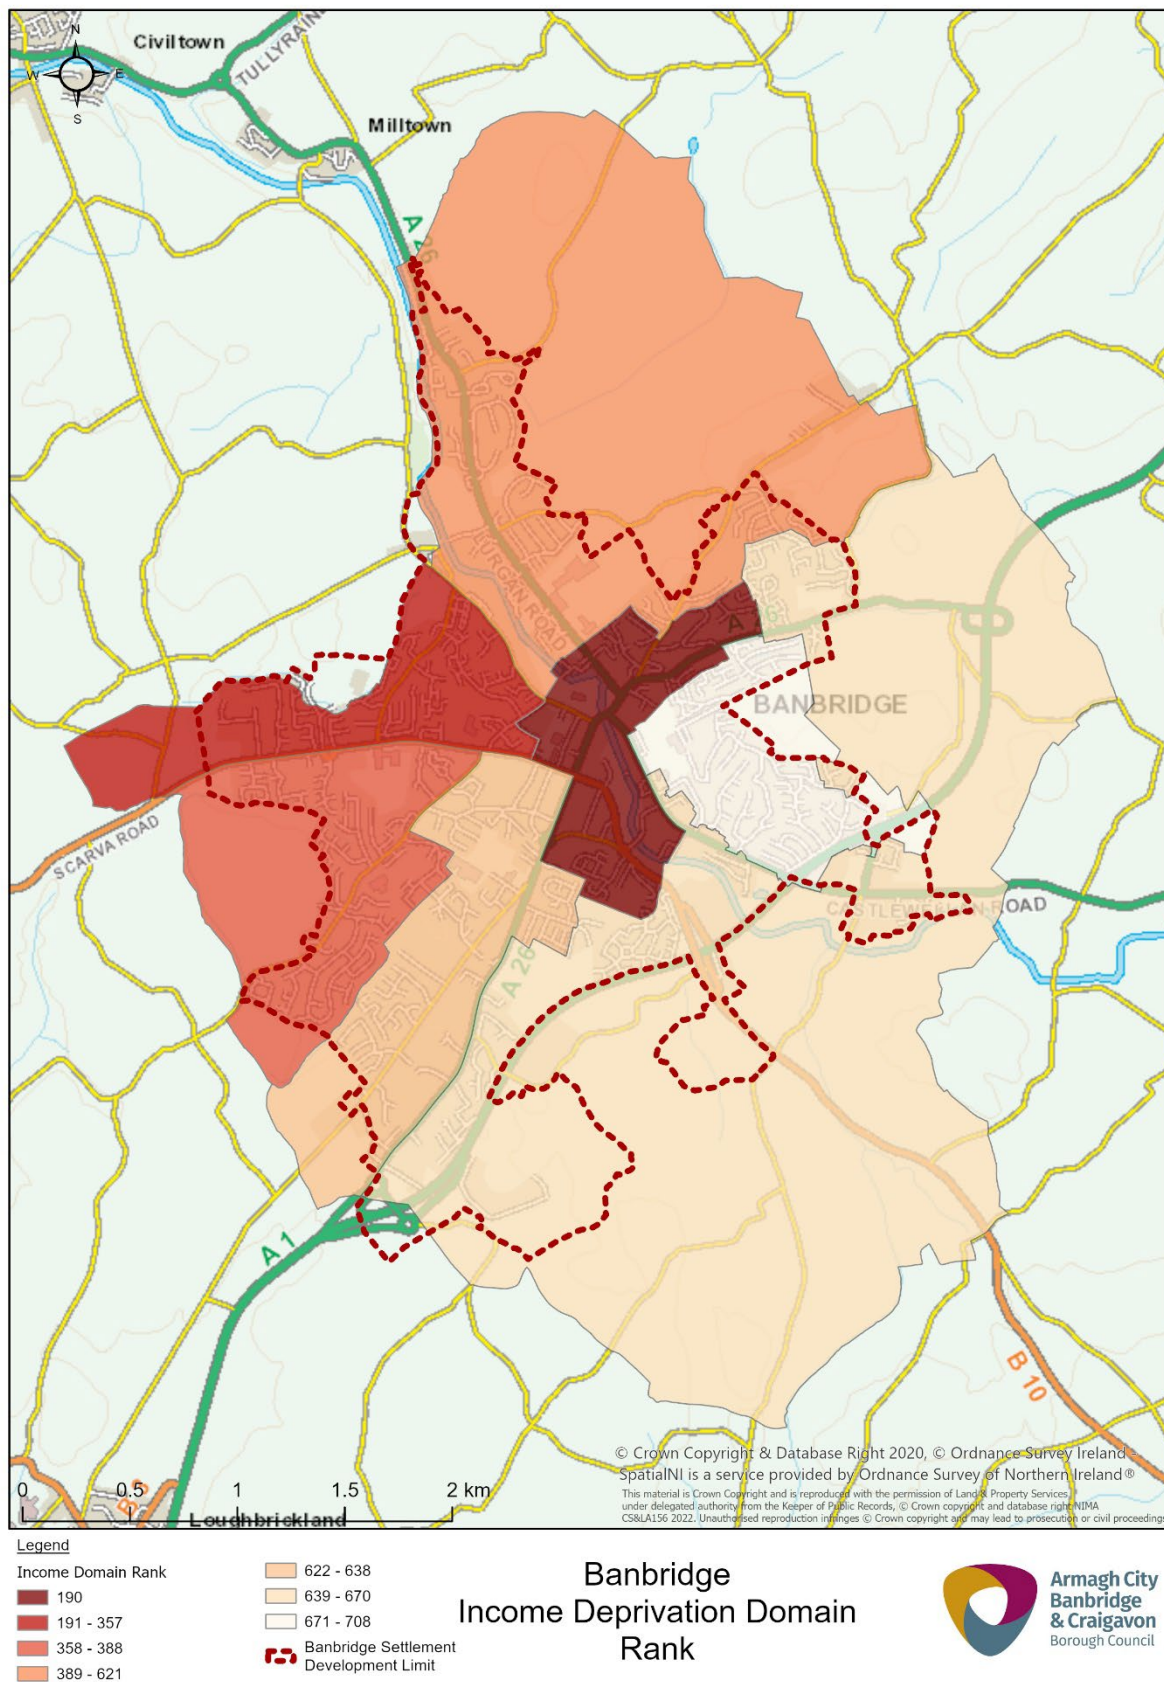 Civiltown
TULLYRAINE
N
W
E
S
Milltown
A 26
LURGAN ROAD
A 26
BANBRIDGE
SCARVA ROAD
CASTLEWELLAN ROAD
A 26
A 1
B 10
B 3
Loughbrickland
0 0.5 1 1.5 2 km
© Crown Copyright & Database Right 2020, © Ordnance Survey Ireland -
SpatialNI is a service provided by Ordnance Survey of Northern Ireland ®
This material is Crown Copyright and is reproduced with the permission of Land & Property Services,
under delegated authority from the Keeper of Public Records, © Crown copyright and database right NIMA
CS&LA156 2022. Unauthorised reproduction infringes © Crown copyright and may lead to prosecution or civil proceedings
Legend
Income Domain Rank
190
191 - 357
358 - 388
389 - 621
622 - 638
639 - 670
671 - 708
Banbridge Settlement
Development Limit
Banbridge
Income Deprivation Domain
Rank
Armagh City
Banbridge
& Craigavon
Borough Council